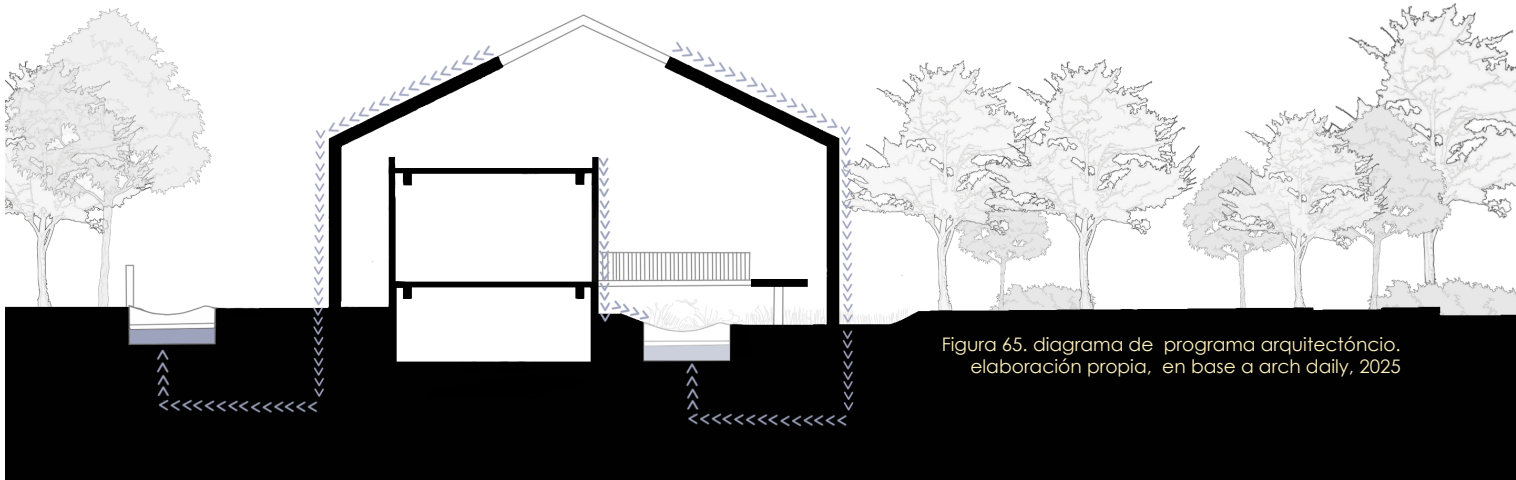 Figura 65. diagrama de  programa arquitectóncio.
elaboración propia,  en base a arch daily, 2025